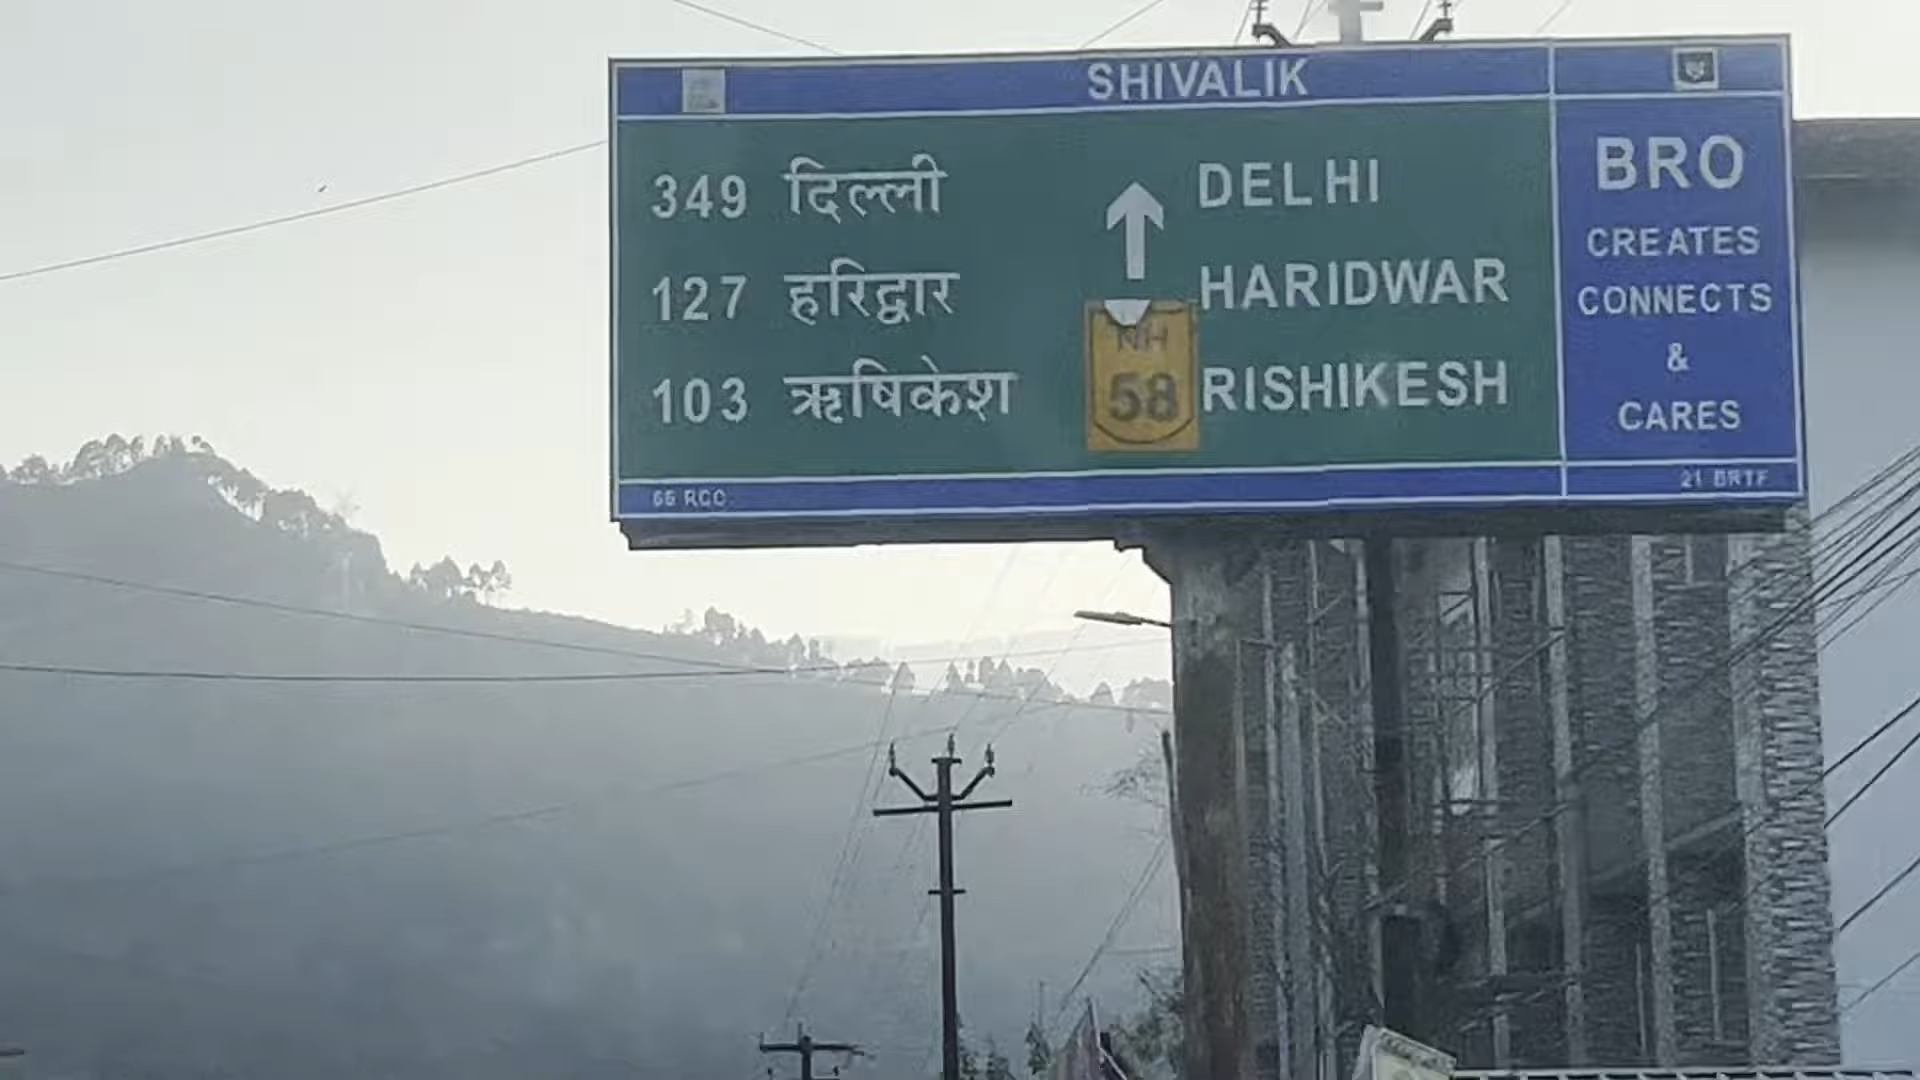 SHIVALIK
349 दिल्ली DELHI
127 हरिद्वार HARIDWAR
NH
103 ऋषिकेश 58 RISHIKESH
66 RCC
BRO
CREATES
CONNECTS
&
CARES
21 BRTF